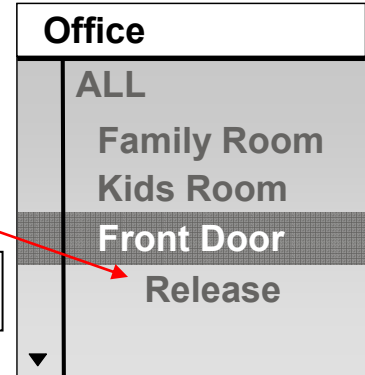 Office
ALL
Family Room
Kids Room
Front Door
Release